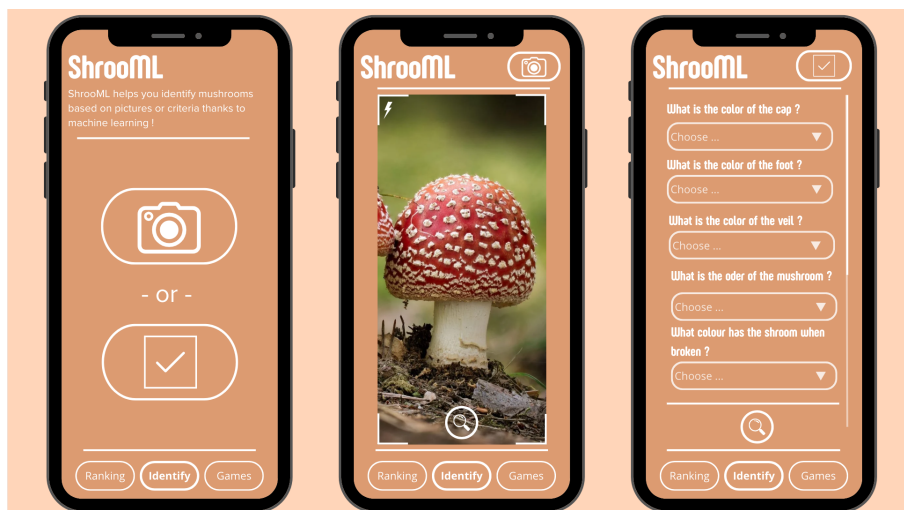 ShrooML
ShrooML helps you identify mushrooms
based on pictures or criteria thanks to
machine learning !
- or -
Ranking
Identify
Games
ShrooML
Ranking
Identify
Games
ShrooML
What is the color of the cap ?
Choose ...
What is the color of the foot ?
Choose ...
What is the color of the veil ?
Choose ...
What is the oder of the mushroom ?
Choose ...
What colour has the shroom when
broken ?
Choose ...
Ranking
Identify
Games